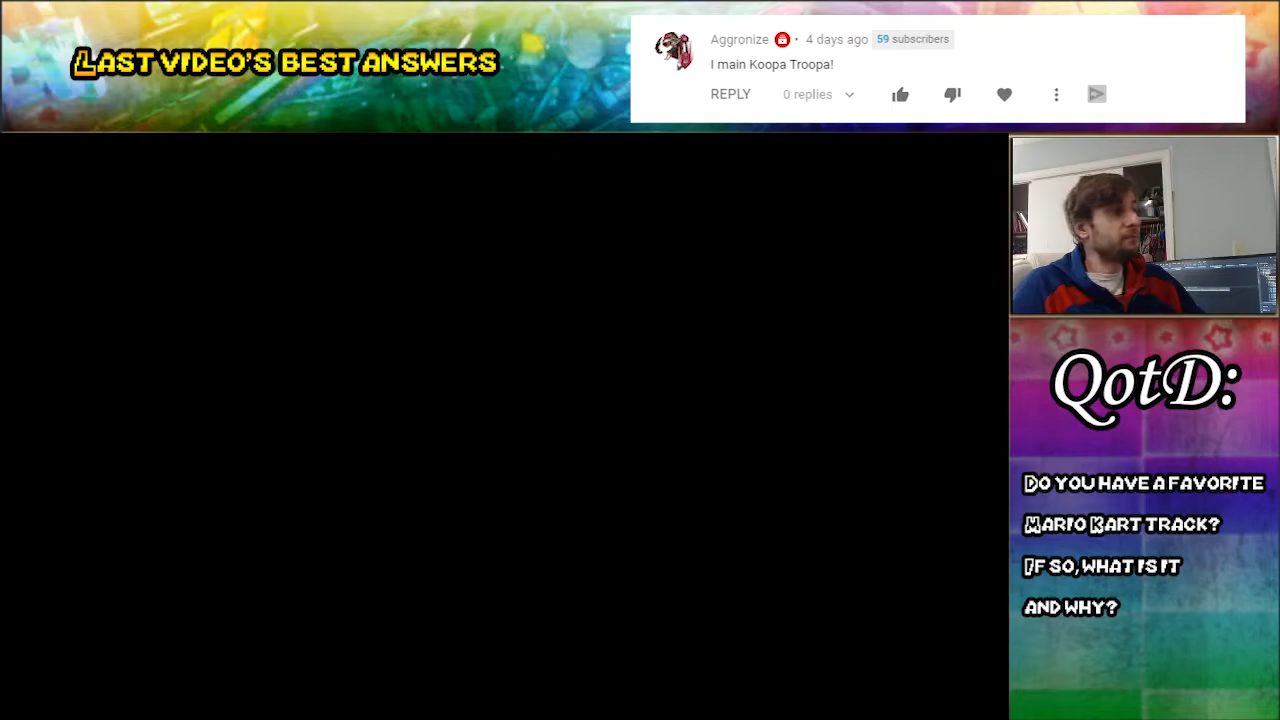 Last video's best answers
Aggronize • 4 days ago 59 subscribers
I main Koopa Troopa!
REPLY 0 replies
QotD:
Do you have a favorite
Mario Kart track?
If so, what is it
and why?